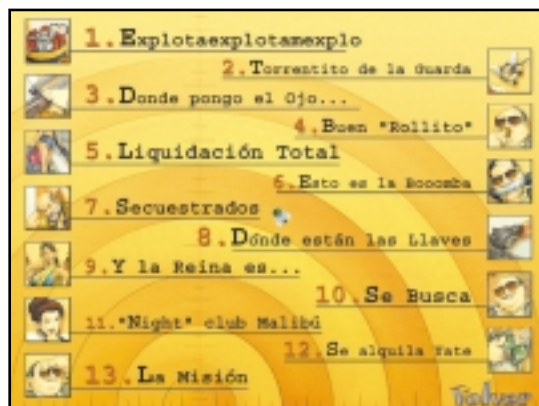 1.Explotaexplotamexplo
2.Torrentito de la Guarda
3.Donde pongo el Ojo...
4.Buen "Rollito"
5.Liquidación Total
6.Esto es la Booomba
7.Secuestrados
8.Dónde están las Llaves
9.Y la Reina es...
10.Se Busca
11."Night" club Malibú
12.Se alquila Yate
13.La Misión
Volver